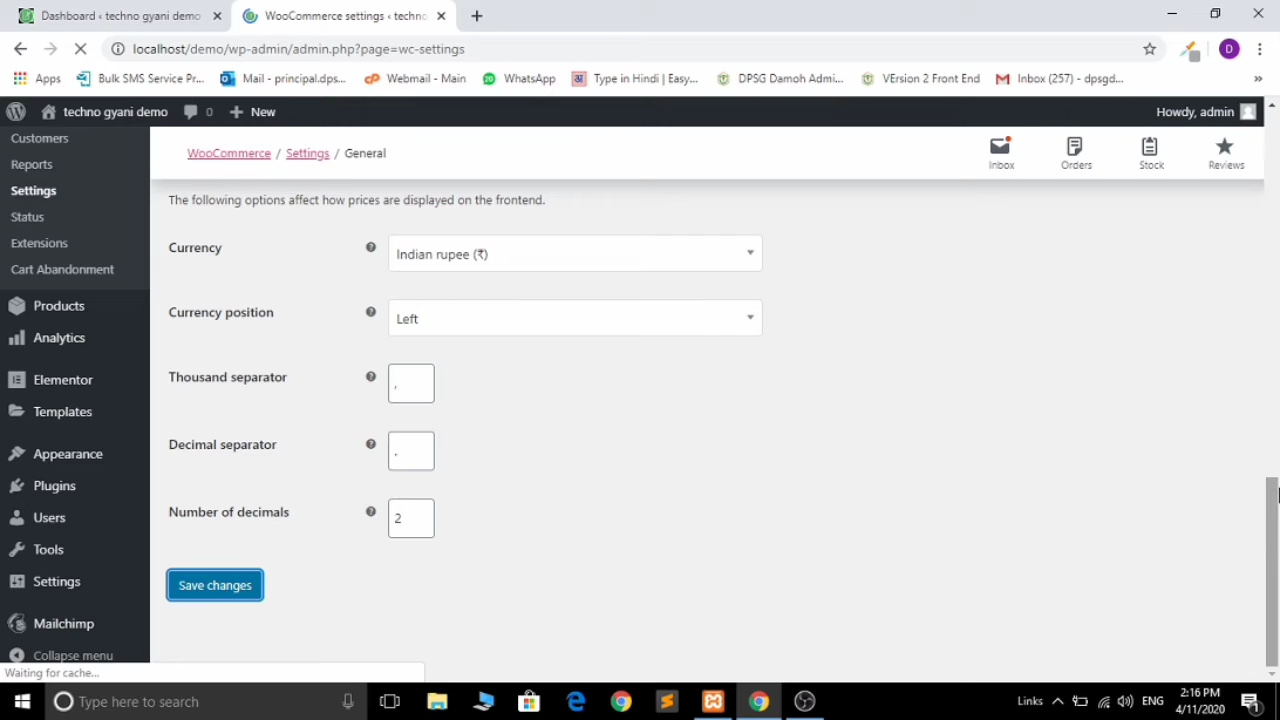 Dashboard ‹ techno gyani demo
WooCommerce settings ‹ techno
localhost/demo/wp-admin/admin.php?page=wc-settings
D
Apps
Bulk SMS Service Pr...
Mail - principal.dps...
Webmail - Main
WhatsApp
Type in Hindi | Easy...
DPSG Damoh Admi...
VErsion 2 Front End
Inbox (257) - dpsgd...
»
techno gyani demo
0
New
Howdy, admin
Customers
Reports
Settings
Status
Extensions
Cart Abandonment
Products
Analytics
Elementor
Templates
Appearance
Plugins
Users
Tools
Settings
Mailchimp
Collapse menu
WooCommerce / Settings / General
Inbox
Orders
Stock
Reviews
The following options affect how prices are displayed on the frontend.
Currency
Indian rupee (₹)
Currency position
Left
Thousand separator
,
Decimal separator
.
Number of decimals
2
Save changes
Waiting for cache...
Type here to search
Links
ENG
2:16 PM
4/11/2020
1